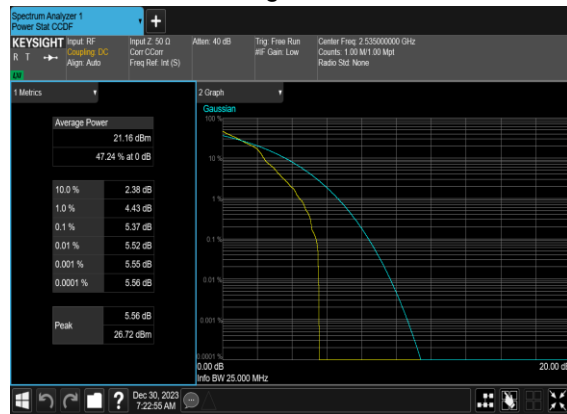 Spectrum Analyzer 1
Power Stat CCDF
+
KEYSIGHT
R T
LW
Input: RF
Coupling: DC
Align: Auto
Input Z: 50 Ω
Corr CCorr
Freq Ref: Int (S)
Atten: 40 dB
Trig: Free Run
#IF Gain: Low
Center Freq: 2.535000000 GHz
Counts: 1.00 M/1.00 Mpt
Radio Std: None
1 Metrics
Average Power
21.16 dBm
47.24 % at 0 dB
10.0 % 2.38 dB
1.0 % 4.43 dB
0.1 % 5.37 dB
0.01 % 5.52 dB
0.001 % 5.55 dB
0.0001 % 5.56 dB
Peak
5.56 dB
26.72 dBm
2 Graph
Gaussian
100 %
10 %
1 %
0.1 %
0.01 %
0.001 %
0.0001 %
0.00 dB
20.00 dB
Info BW 25.000 MHz
?
Dec 30, 2023
7:22:55 AM